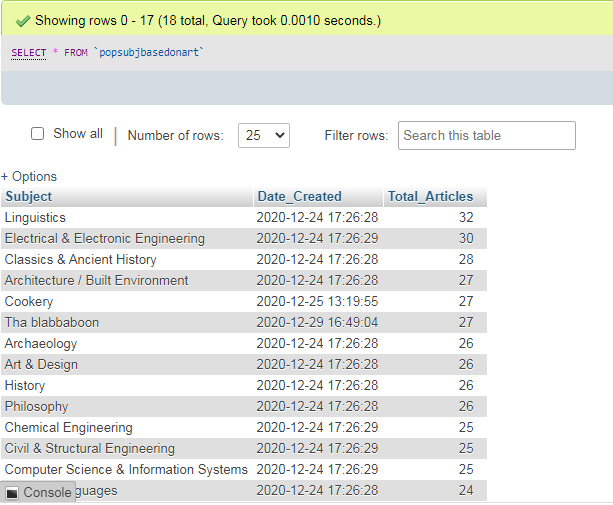 Showing rows 0 - 17 (18 total, Query took 0.0010 seconds.)
SELECT * FROM `popsubjbasedonart`
Show all | Number of rows: 25 Filter rows: Search this table
+ Options
Subject Date_Created Total_Articles
Linguistics 2020-12-24 17:26:28 32
Electrical & Electronic Engineering 2020-12-24 17:26:29 30
Classics & Ancient History 2020-12-24 17:26:28 28
Architecture / Built Environment 2020-12-24 17:26:28 27
Cookery 2020-12-25 13:19:55 27
Tha blabbaboon 2020-12-29 16:49:04 27
Archaeology 2020-12-24 17:26:28 26
Art & Design 2020-12-24 17:26:28 26
History 2020-12-24 17:26:28 26
Philosophy 2020-12-24 17:26:28 26
Chemical Engineering 2020-12-24 17:26:29 25
Civil & Structural Engineering 2020-12-24 17:26:29 25
Computer Science & Information Systems 2020-12-24 17:26:29 25
Console guages 2020-12-24 17:26:28 24